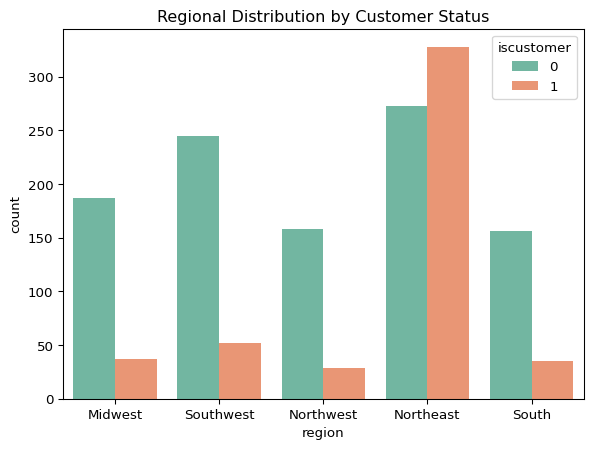 Regional Distribution by Customer Status
iscustomer
0
1
300
250
200
150
100
50
0
count
Midwest Southwest Northwest Northeast South
region